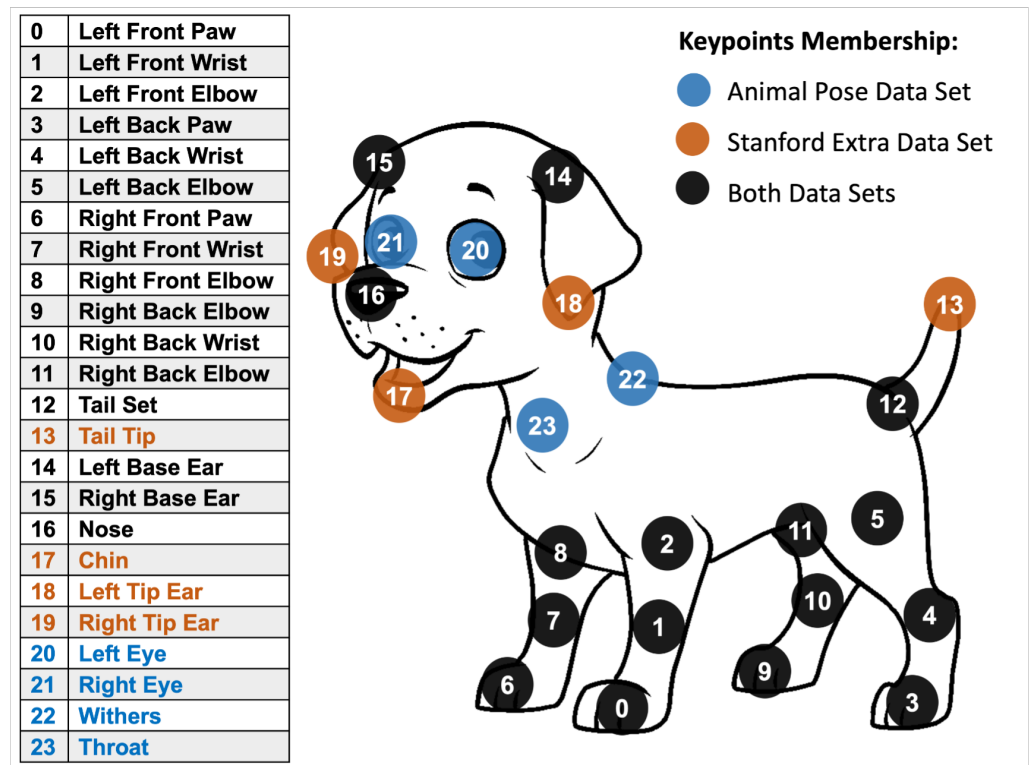 0 Left Front Paw
1 Left Front Wrist
2 Left Front Elbow
3 Left Back Paw
4 Left Back Wrist
5 Left Back Elbow
6 Right Front Paw
7 Right Front Wrist
8 Right Front Elbow
9 Right Back Elbow
10 Right Back Wrist
11 Right Back Elbow
12 Tail Set
13 Tail Tip
14 Left Base Ear
15 Right Base Ear
16 Nose
17 Chin
18 Left Tip Ear
19 Right Tip Ear
20 Left Eye
21 Right Eye
22 Withers
23 Throat
Keypoints Membership:
Animal Pose Data Set
Stanford Extra Data Set
Both Data Sets
15
14
21
20
19
16
18
13
22
17
12
23
5
11
2
8
10
4
7
1
9
6
3
0